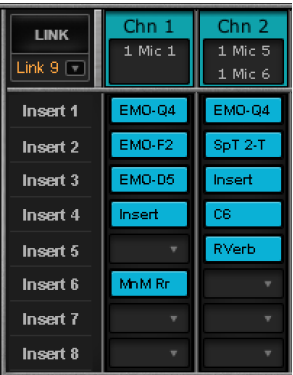 LINK
Link 9
Chn 1
1 Mic 1
Chn 2
1 Mic 5
1 Mic 6
Insert 1
EMO-Q4
EMO-Q4
Insert 2
EMO-F2
SpT 2-T
Insert 3
EMO-D5
Insert
Insert 4
Insert
C6
Insert 5
RVerb
Insert 6
MnM Rr
Insert 7
Insert 8